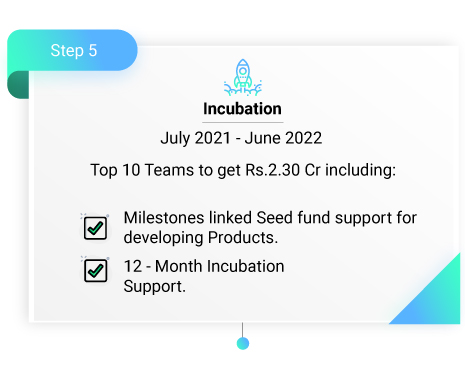 Step 5
Incubation
July 2021 - June 2022
Top 10 Teams to get Rs.2.30 Cr including:
Milestones linked Seed fund support for
developing Products.
12 - Month Incubation
Support.